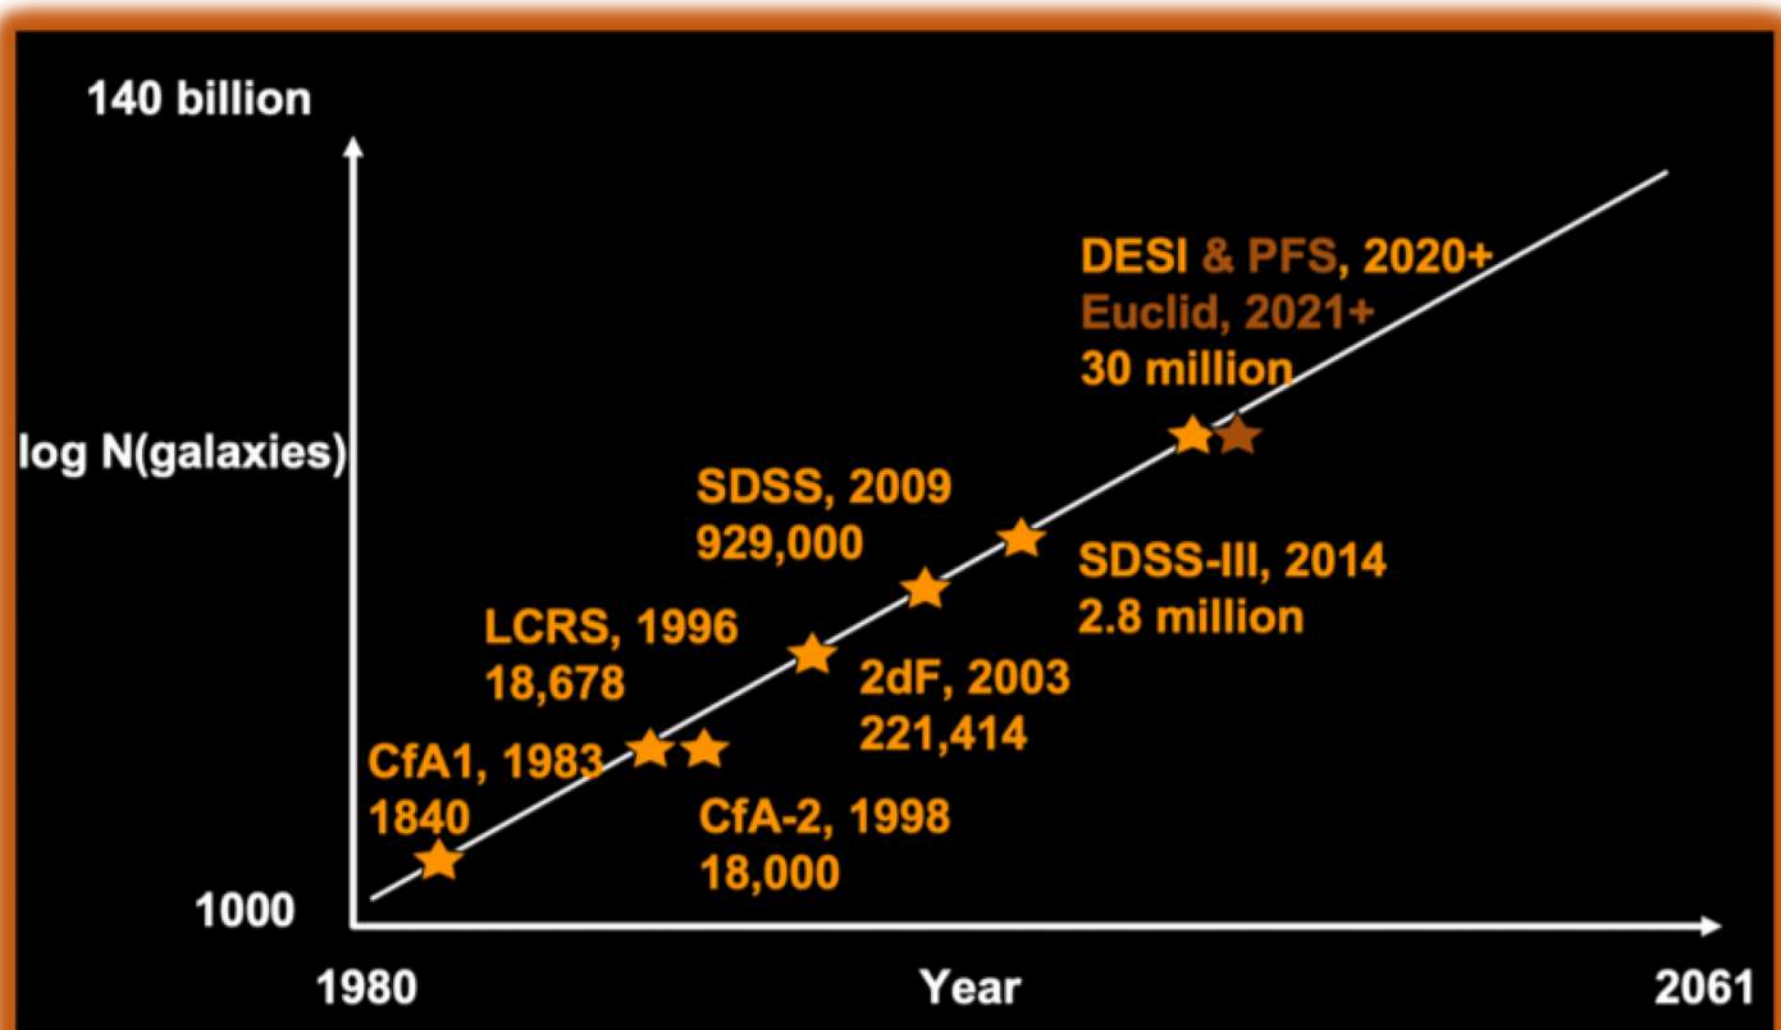 140 billion
DESI & PFS, 2020+
Euclid, 2021+
30 million
log N(galaxies)
SDSS, 2009
929,000
SDSS-III, 2014
2.8 million
LCRS, 1996
18,678
2dF, 2003
221,414
CfA1, 1983
1840
CfA-2, 1998
18,000
1000
1980
Year
2061